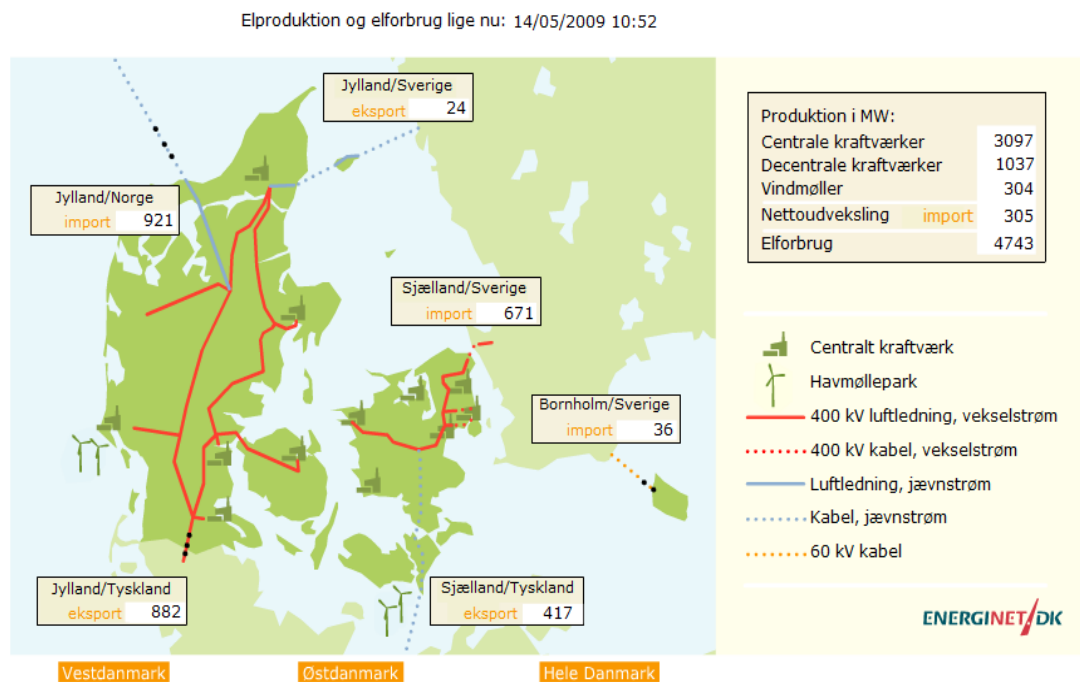 Elproduktion og elforbrug lige nu: 14/05/2009 10:52
Jylland/Sverige
eksport 24
Jylland/Norge
import 921
Sjælland/Sverige
import 671
Bornholm/Sverige
import 36
Jylland/Tyskland
eksport 882
Sjælland/Tyskland
eksport 417
Produktion i MW:
Centrale kraftværker 3097
Decentrale kraftværker 1037
Vindmøller 304
Nettoudveksling import 305
Elforbrug 4743
Centralt kraftværk
Havmøllepark
400 kV luftledning, vekselstrøm
400 kV kabel, vekselstrøm
Luftledning, jævnstrøm
Kabel, jævnstrøm
60 kV kabel
ENERGINET/DK
Vestdanmark Østdanmark Hele Danmark